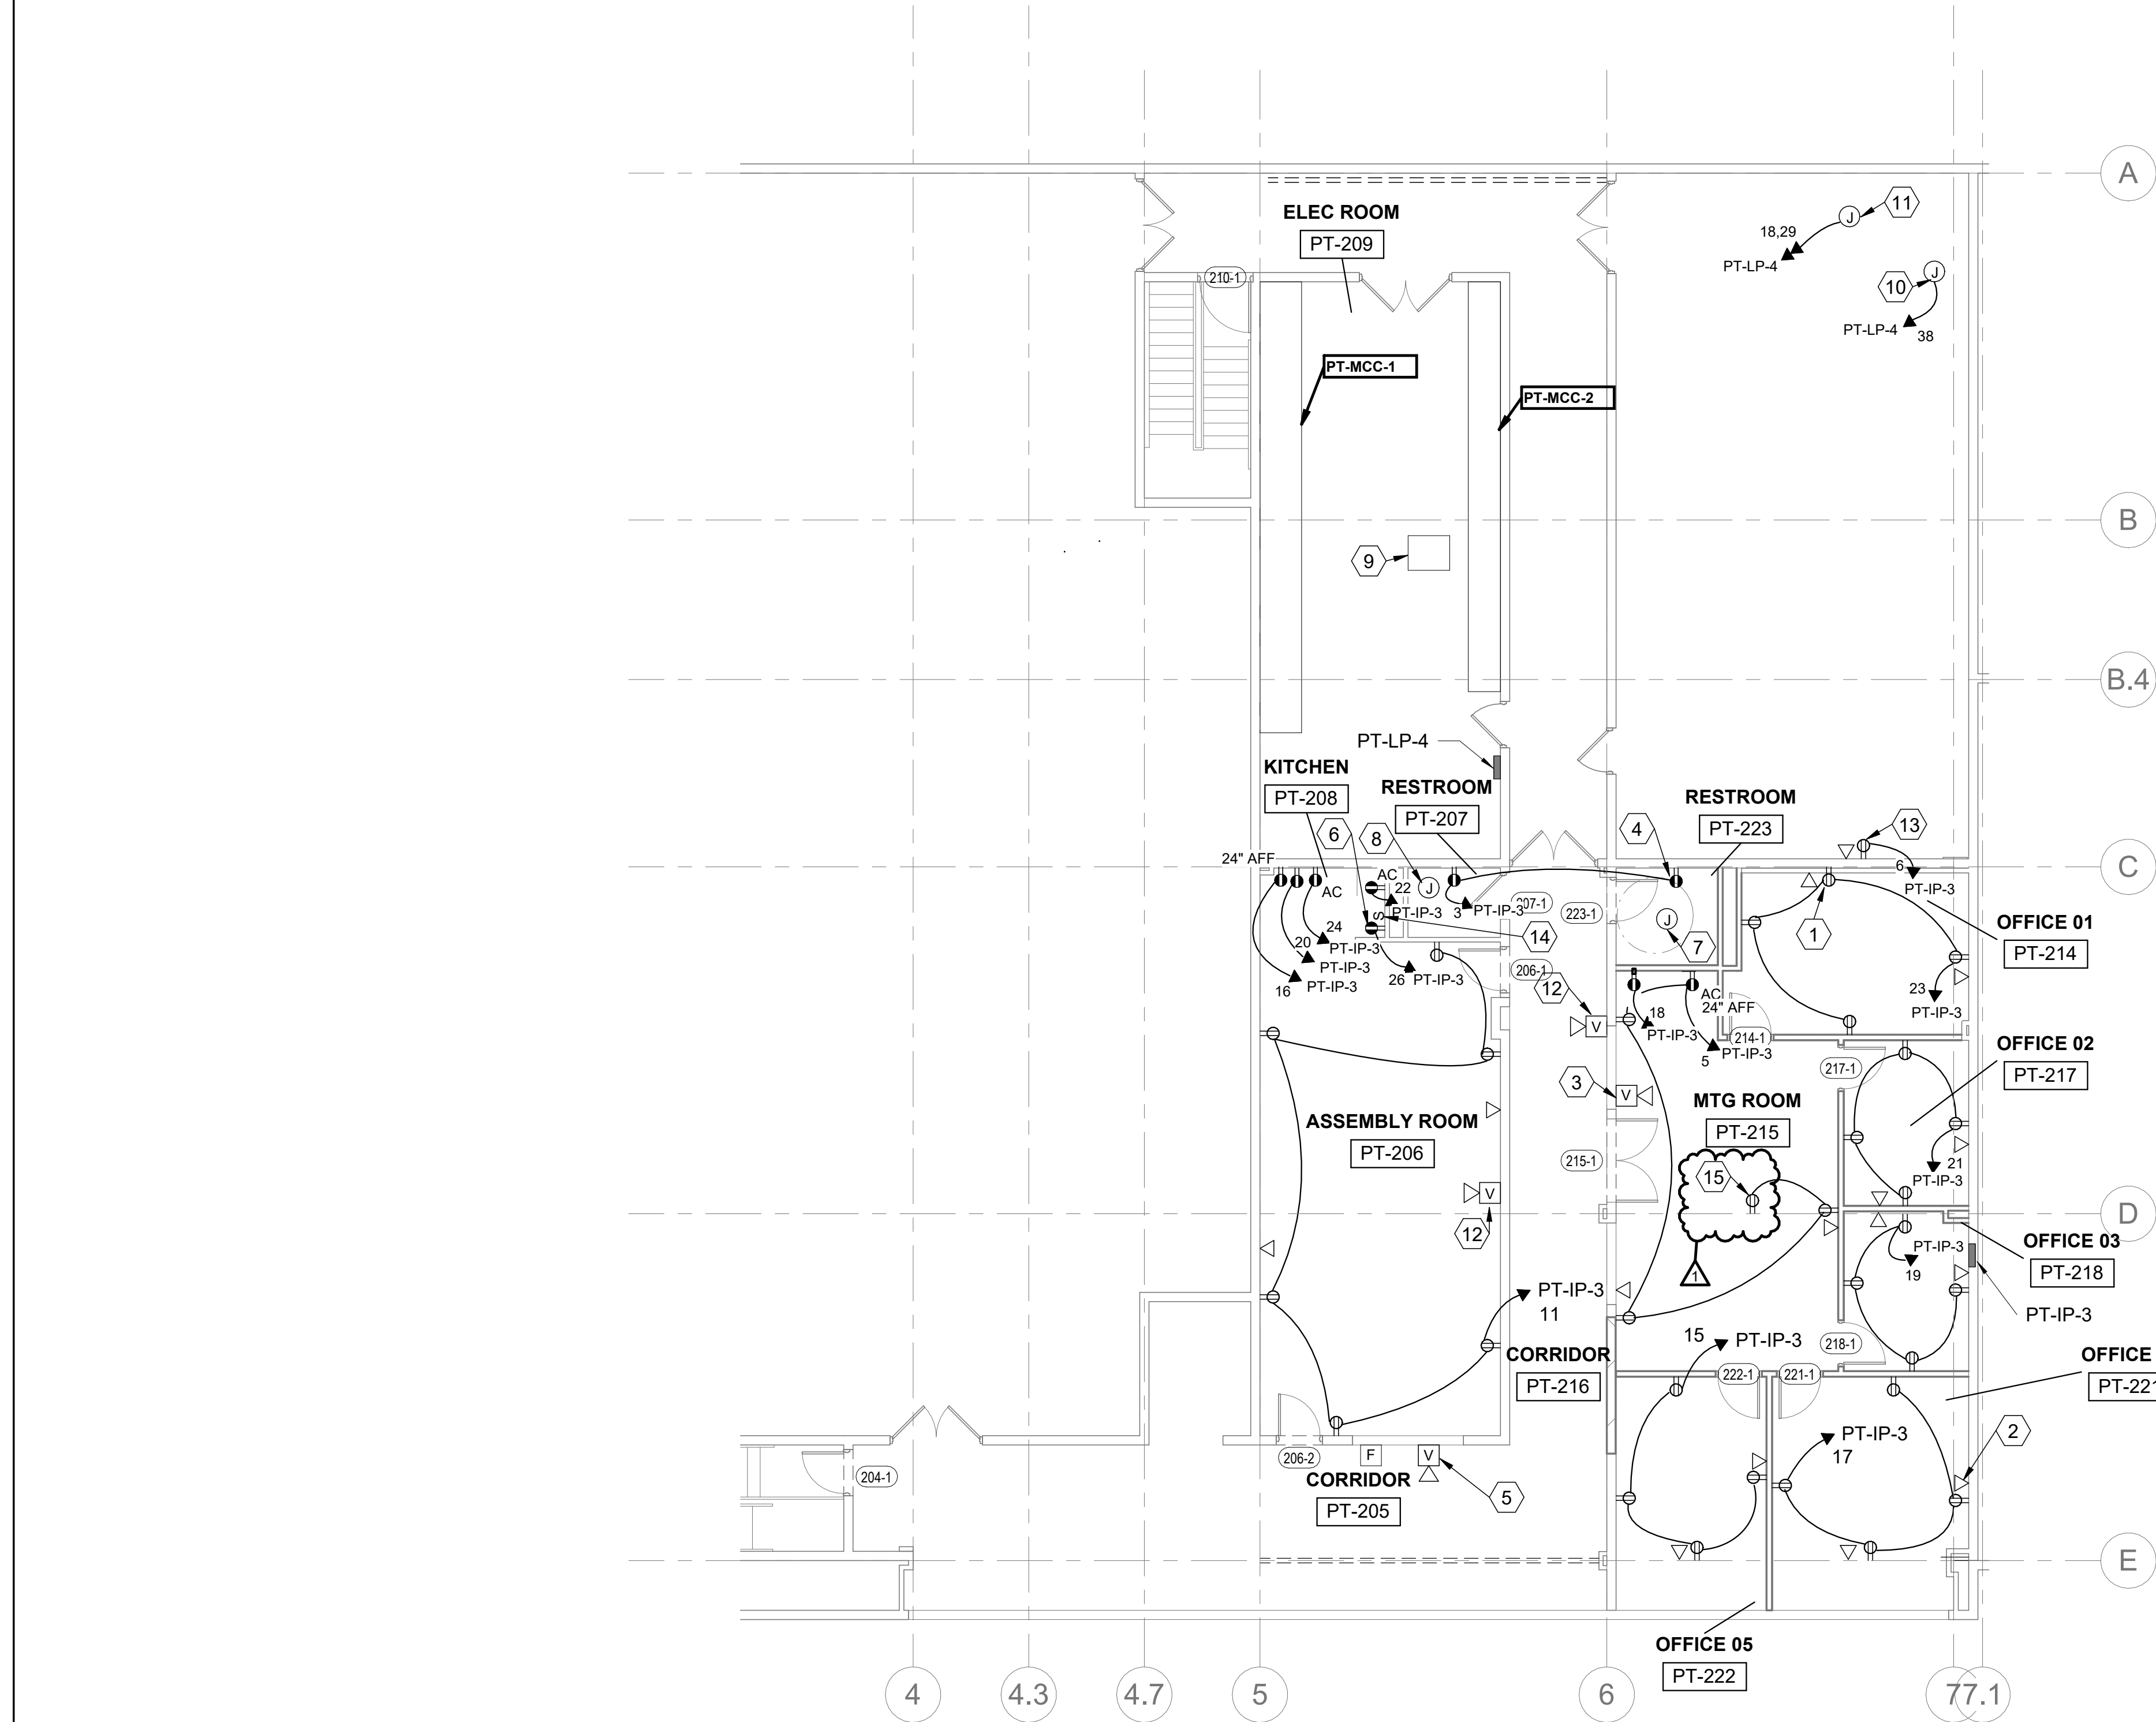 A
ELEC ROOM
PT-209
11
J
18,29
PT-LP-4
210-1
10
J
PT-LP-4
38
PT-MCC-1
PT-MCC-2
B
9
B.4
PT-LP-4
KITCHEN
PT-208
RESTROOM
PT-207
RESTROOM
PT-223
6
8
4
13
24" AFF
C
6
PT-IP-3
AC
AC
22
J
PT-IP-3
3
PT-IP-3
207-1
223-1
J
7
1
OFFICE 01
PT-214
S
14
24
PT-IP-3
20
PT-IP-3
16
PT-IP-3
26
PT-IP-3
206-1
12
V
AC
24" AFF
18
PT-IP-3
5
PT-IP-3
214-1
23
PT-IP-3
OFFICE 02
PT-217
217-1
3
V
MTG ROOM
PT-215
ASSEMBLY ROOM
PT-206
215-1
15
21
PT-IP-3
V
12
D
1
PT-IP-3
19
OFFICE 03
PT-218
PT-IP-3
PT-IP-3
11
15
PT-IP-3
218-1
CORRIDOR
PT-216
222-1
221-1
OFFICE
PT-221
PT-IP-3
17
2
206-2
F
V
204-1
CORRIDOR
PT-205
5
E
OFFICE 05
PT-222
4
4.3
4.7
5
6
7
7.1